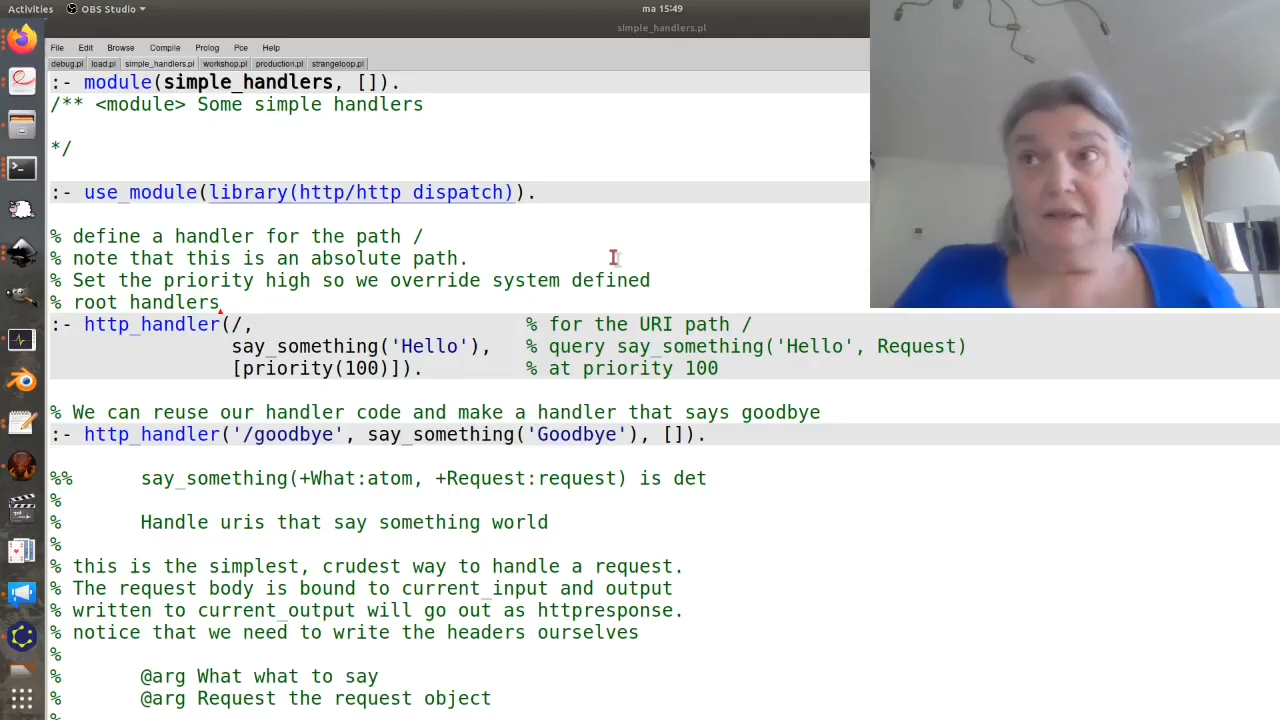 Activities OBS Studio ma 15:49
simple_handlers.pl
File Edit Browse Compile Prolog Pce Help
debug.pl load.pl simple_handlers.pl workshop.pl production.pl strangeloop.pl
:- module(simple_handlers, []).
/** <module> Some simple handlers
*/
:- use_module(library(http/http_dispatch)).
% define a handler for the path /
% note that this is an absolute path.
% Set the priority high so we override system defined
% root handlers
:- http_handler(/, % for the URI path /
say_something('Hello'), % query say_something('Hello', Request)
[priority(100)]). % at priority 100
% We can reuse our handler code and make a handler that says goodbye
:- http_handler('/goodbye', say_something('Goodbye'), []).
%% say_something(+What:atom, +Request:request) is det
%
% Handle uris that say something world
%
% this is the simplest, crudest way to handle a request.
% The request body is bound to current_input and output
% written to current_output will go out as httpresponse.
% notice that we need to write the headers ourselves
%
% @arg What what to say
% @arg Request the request object
%